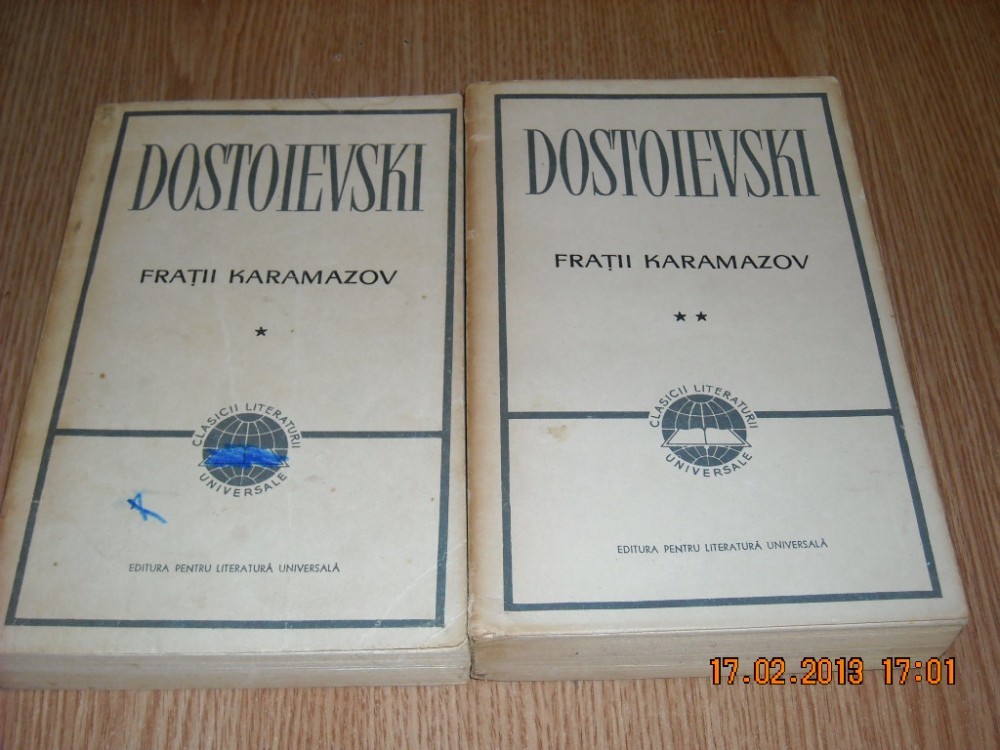 DOSTOIEVSKI
FRAȚII KARAMAZOV
★
CLASICII LITERATURII
UNIVERSALE
EDITURA PENTRU LITERATURĂ UNIVERSALĂ
DOSTOIEVSKI
FRAȚII KARAMAZOV
★★
CLASICII LITERATURII
UNIVERSALE
EDITURA PENTRU LITERATURĂ UNIVERSALĂ
17.02.2013 17:01